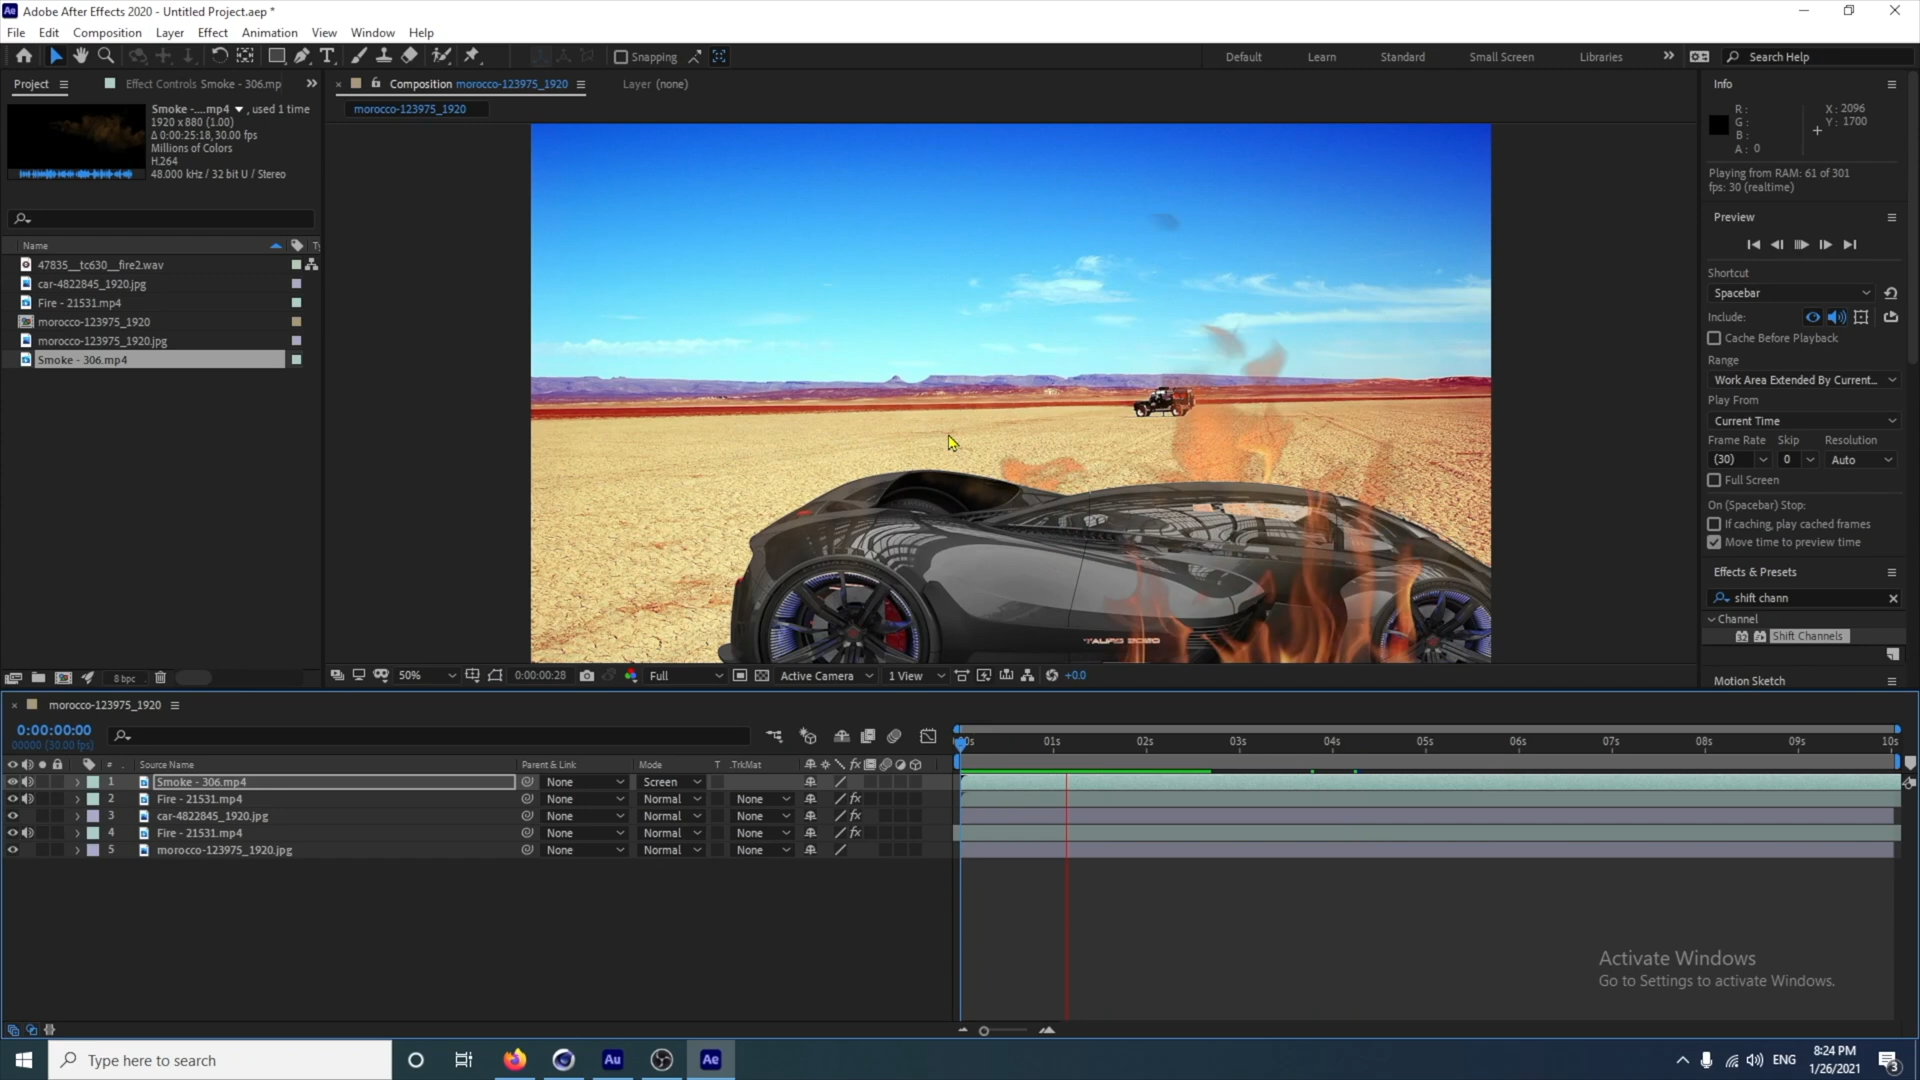 Adobe After Effects 2020 - Untitled Project.aep *
File Edit Composition Layer Effect Animation View Window Help
Snapping
Default Learn Standard Small Screen Libraries
Search Help
Project
Effect Controls Smoke - 306.mp
Composition morocco-123975_1920
Layer (none)
morocco-123975_1920
Smoke -....mp4 , used 1 time
1920 x 880 (1.00)
Δ 0:00:25:18, 30.00 fps
Millions of Colors
H.264
48.000 kHz / 32 bit U / Stereo
Name
47835__tc630__fire2.wav
car-4822845_1920.jpg
Fire - 21531.mp4
morocco-123975_1920
morocco-123975_1920.jpg
Smoke - 306.mp4
8 bpc
TAURO 2020
50%
0:00:00:28
Full
Active Camera
1 View
+0.0
Info
R :
G :
B :
A : 0
X : 2096
Y : 1700
Playing from RAM: 61 of 301
fps: 30 (realtime)
Preview
Shortcut
Spacebar
Include:
Cache Before Playback
Range
Work Area Extended By Current...
Play From
Current Time
Frame Rate Skip Resolution
(30) 0 Auto
Full Screen
On (Spacebar) Stop:
If caching, play cached frames
Move time to preview time
Effects & Presets
shift chann
Channel
Shift Channels
Motion Sketch
morocco-123975_1920
0:00:00:00
00000 (30.00 fps)
# Source Name Parent & Link Mode T .TrkMat
1 Smoke - 306.mp4 None Screen
2 Fire - 21531.mp4 None Normal None
3 car-4822845_1920.jpg None Normal None
4 Fire - 21531.mp4 None Normal None
5 morocco-123975_1920.jpg None Normal None
01s 02s 03s 04s 05s 06s 07s 08s 09s 10s
Activate Windows
Go to Settings to activate Windows.
Type here to search
Au
Ae
ENG
8:24 PM
1/26/2021
3